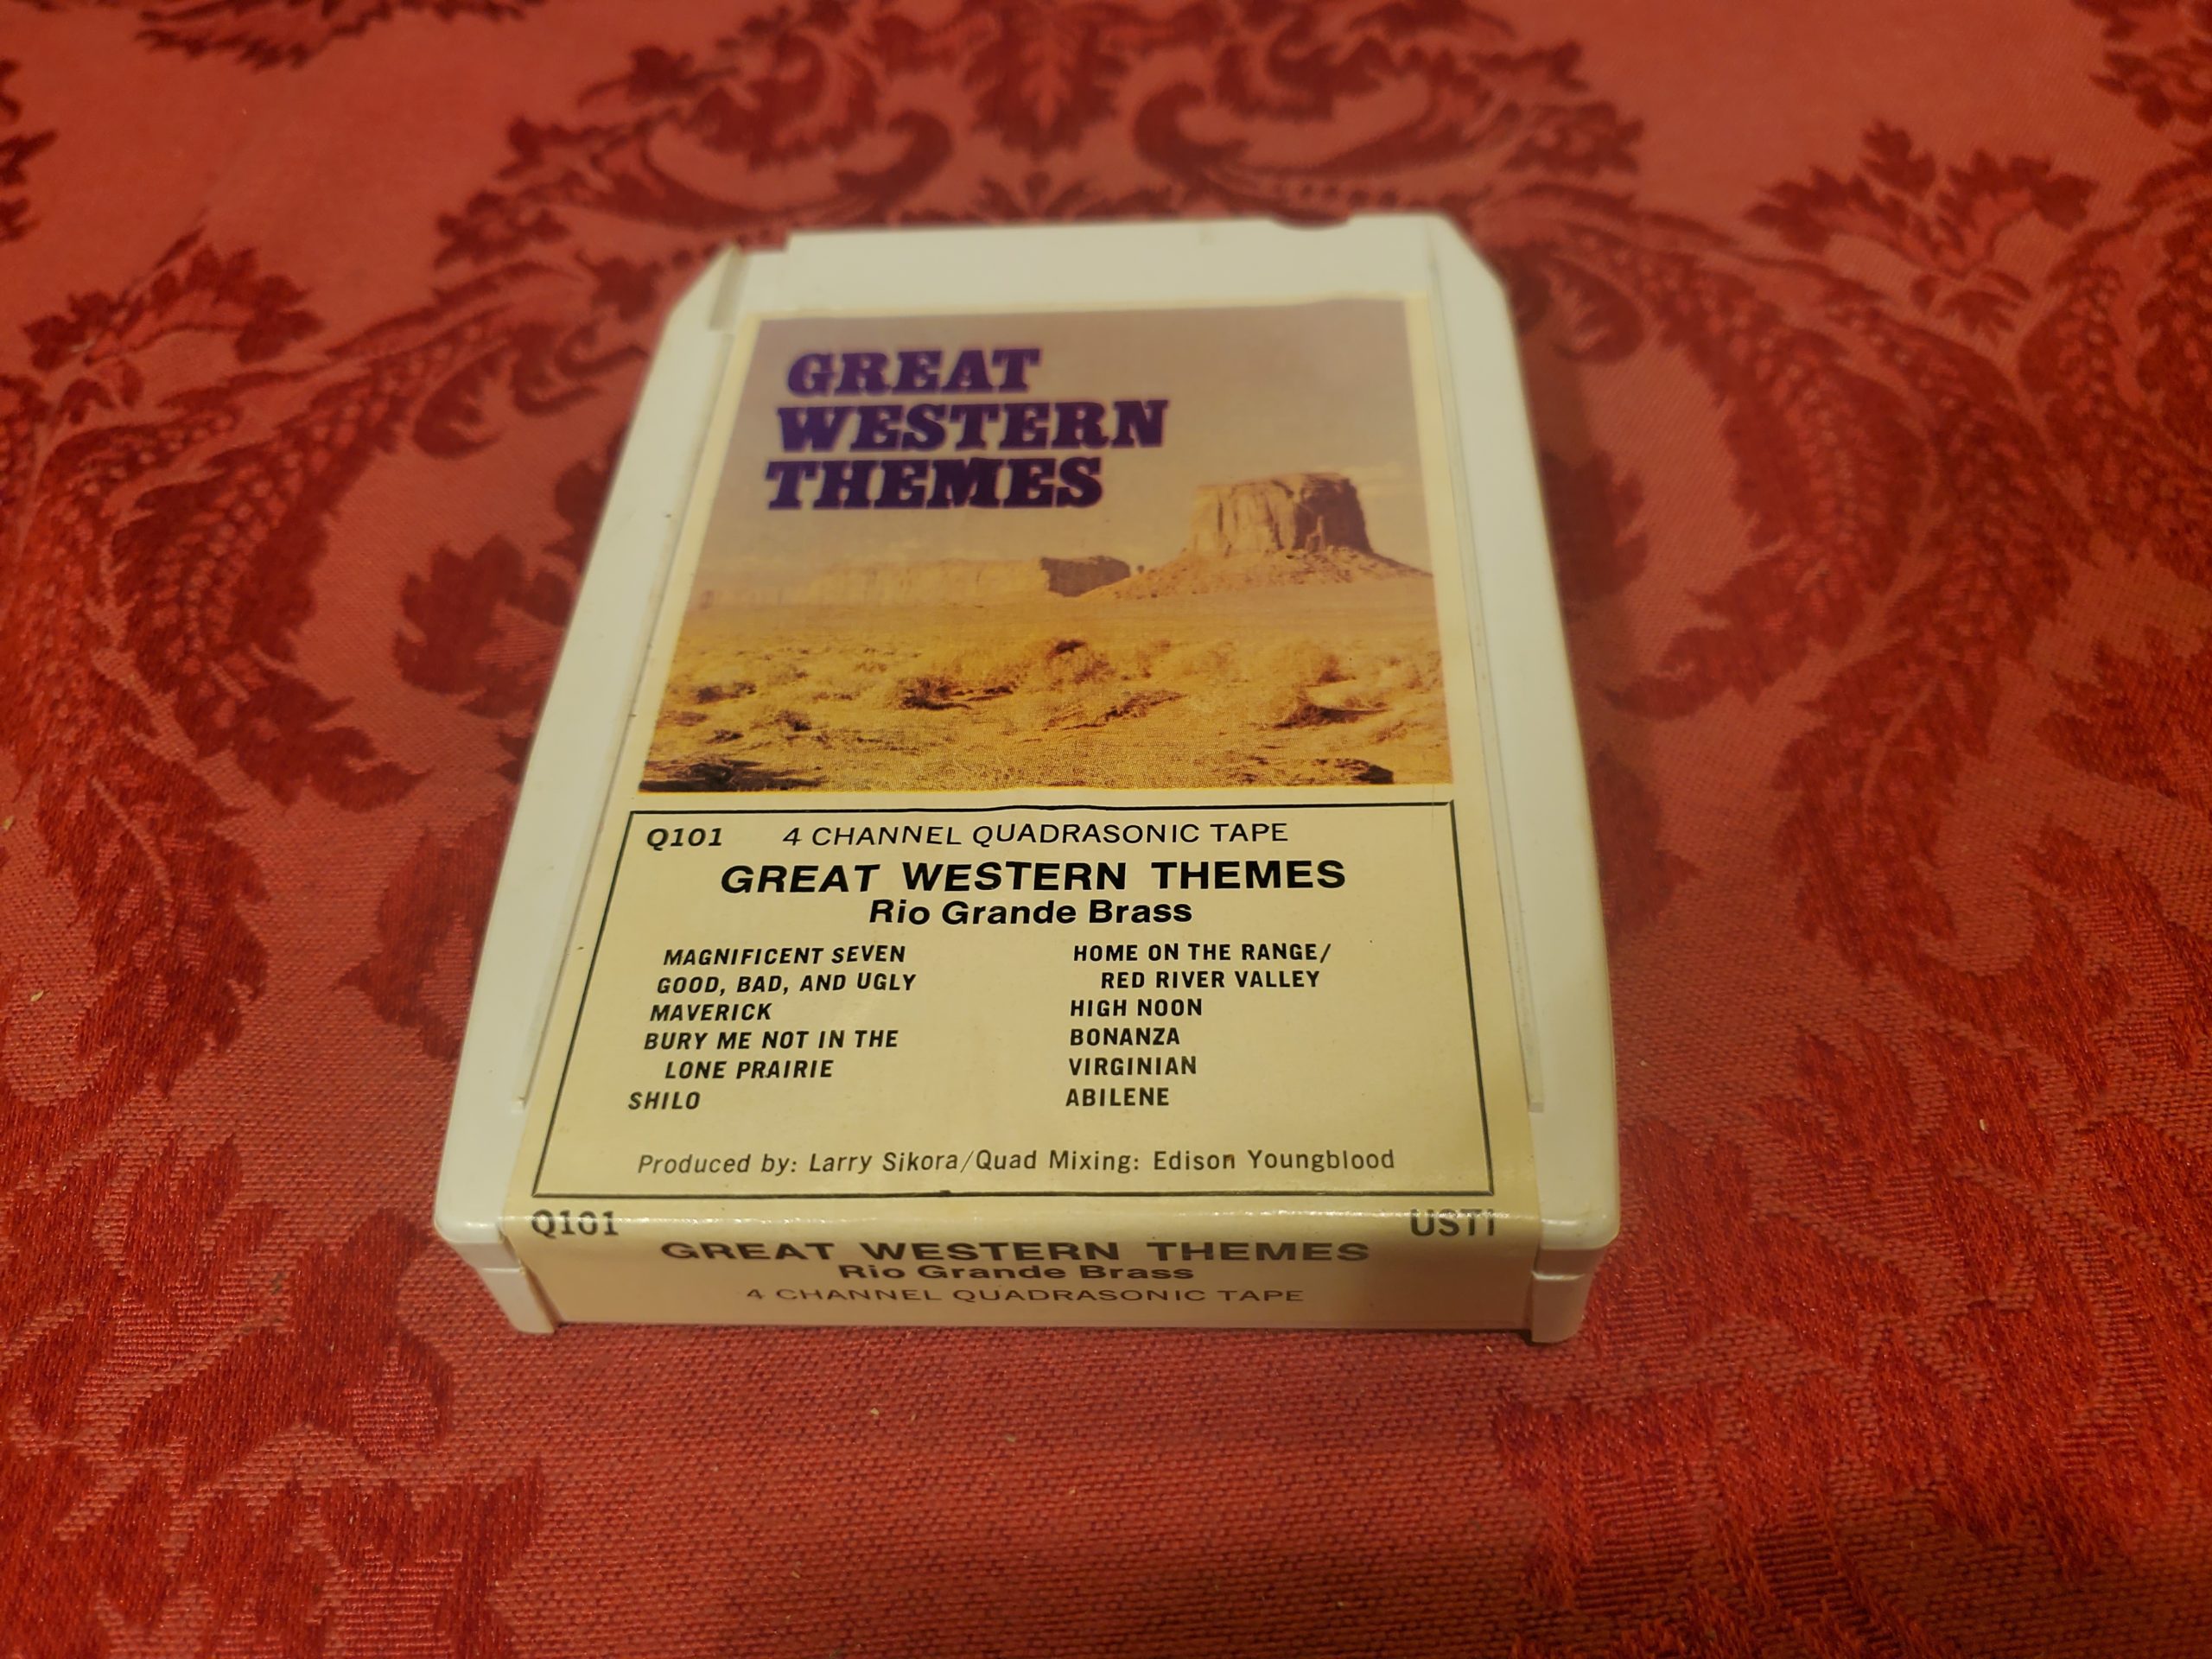 GREAT
WESTERN
THEMES
Q101 4 CHANNEL QUADRASONIC TAPE
GREAT WESTERN THEMES
Rio Grande Brass
MAGNIFICENT SEVEN
GOOD, BAD, AND UGLY
MAVERICK
BURY ME NOT IN THE
LONE PRAIRIE
SHILO
HOME ON THE RANGE/
RED RIVER VALLEY
HIGH NOON
BONANZA
VIRGINIAN
ABILENE
Produced by: Larry Sikora/Quad Mixing: Edison Youngblood
Q101 USTI
GREAT WESTERN THEMES
Rio Grande Brass
4 CHANNEL QUADRASONIC TAPE